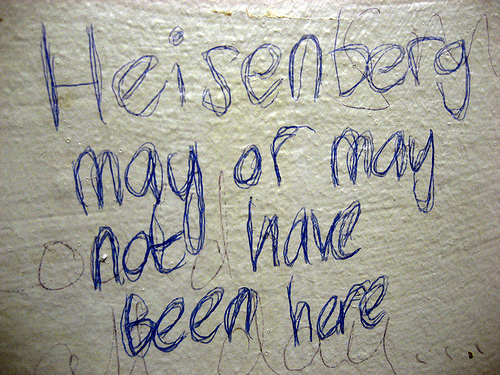 Heisenberg
may or may
not have
been here